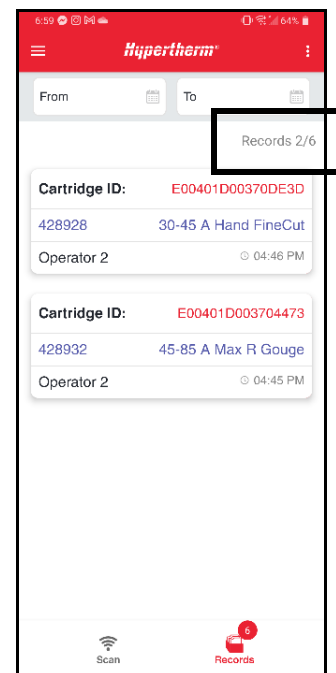 6:59 64%
Hypertherm®
From To
Records 2/6
Cartridge ID: E00401D00370DE3D
428928 30-45 A Hand FineCut
Operator 2 04:46 PM
Cartridge ID: E00401D003704473
428932 45-85 A Max R Gouge
Operator 2 04:45 PM
6
Scan Records